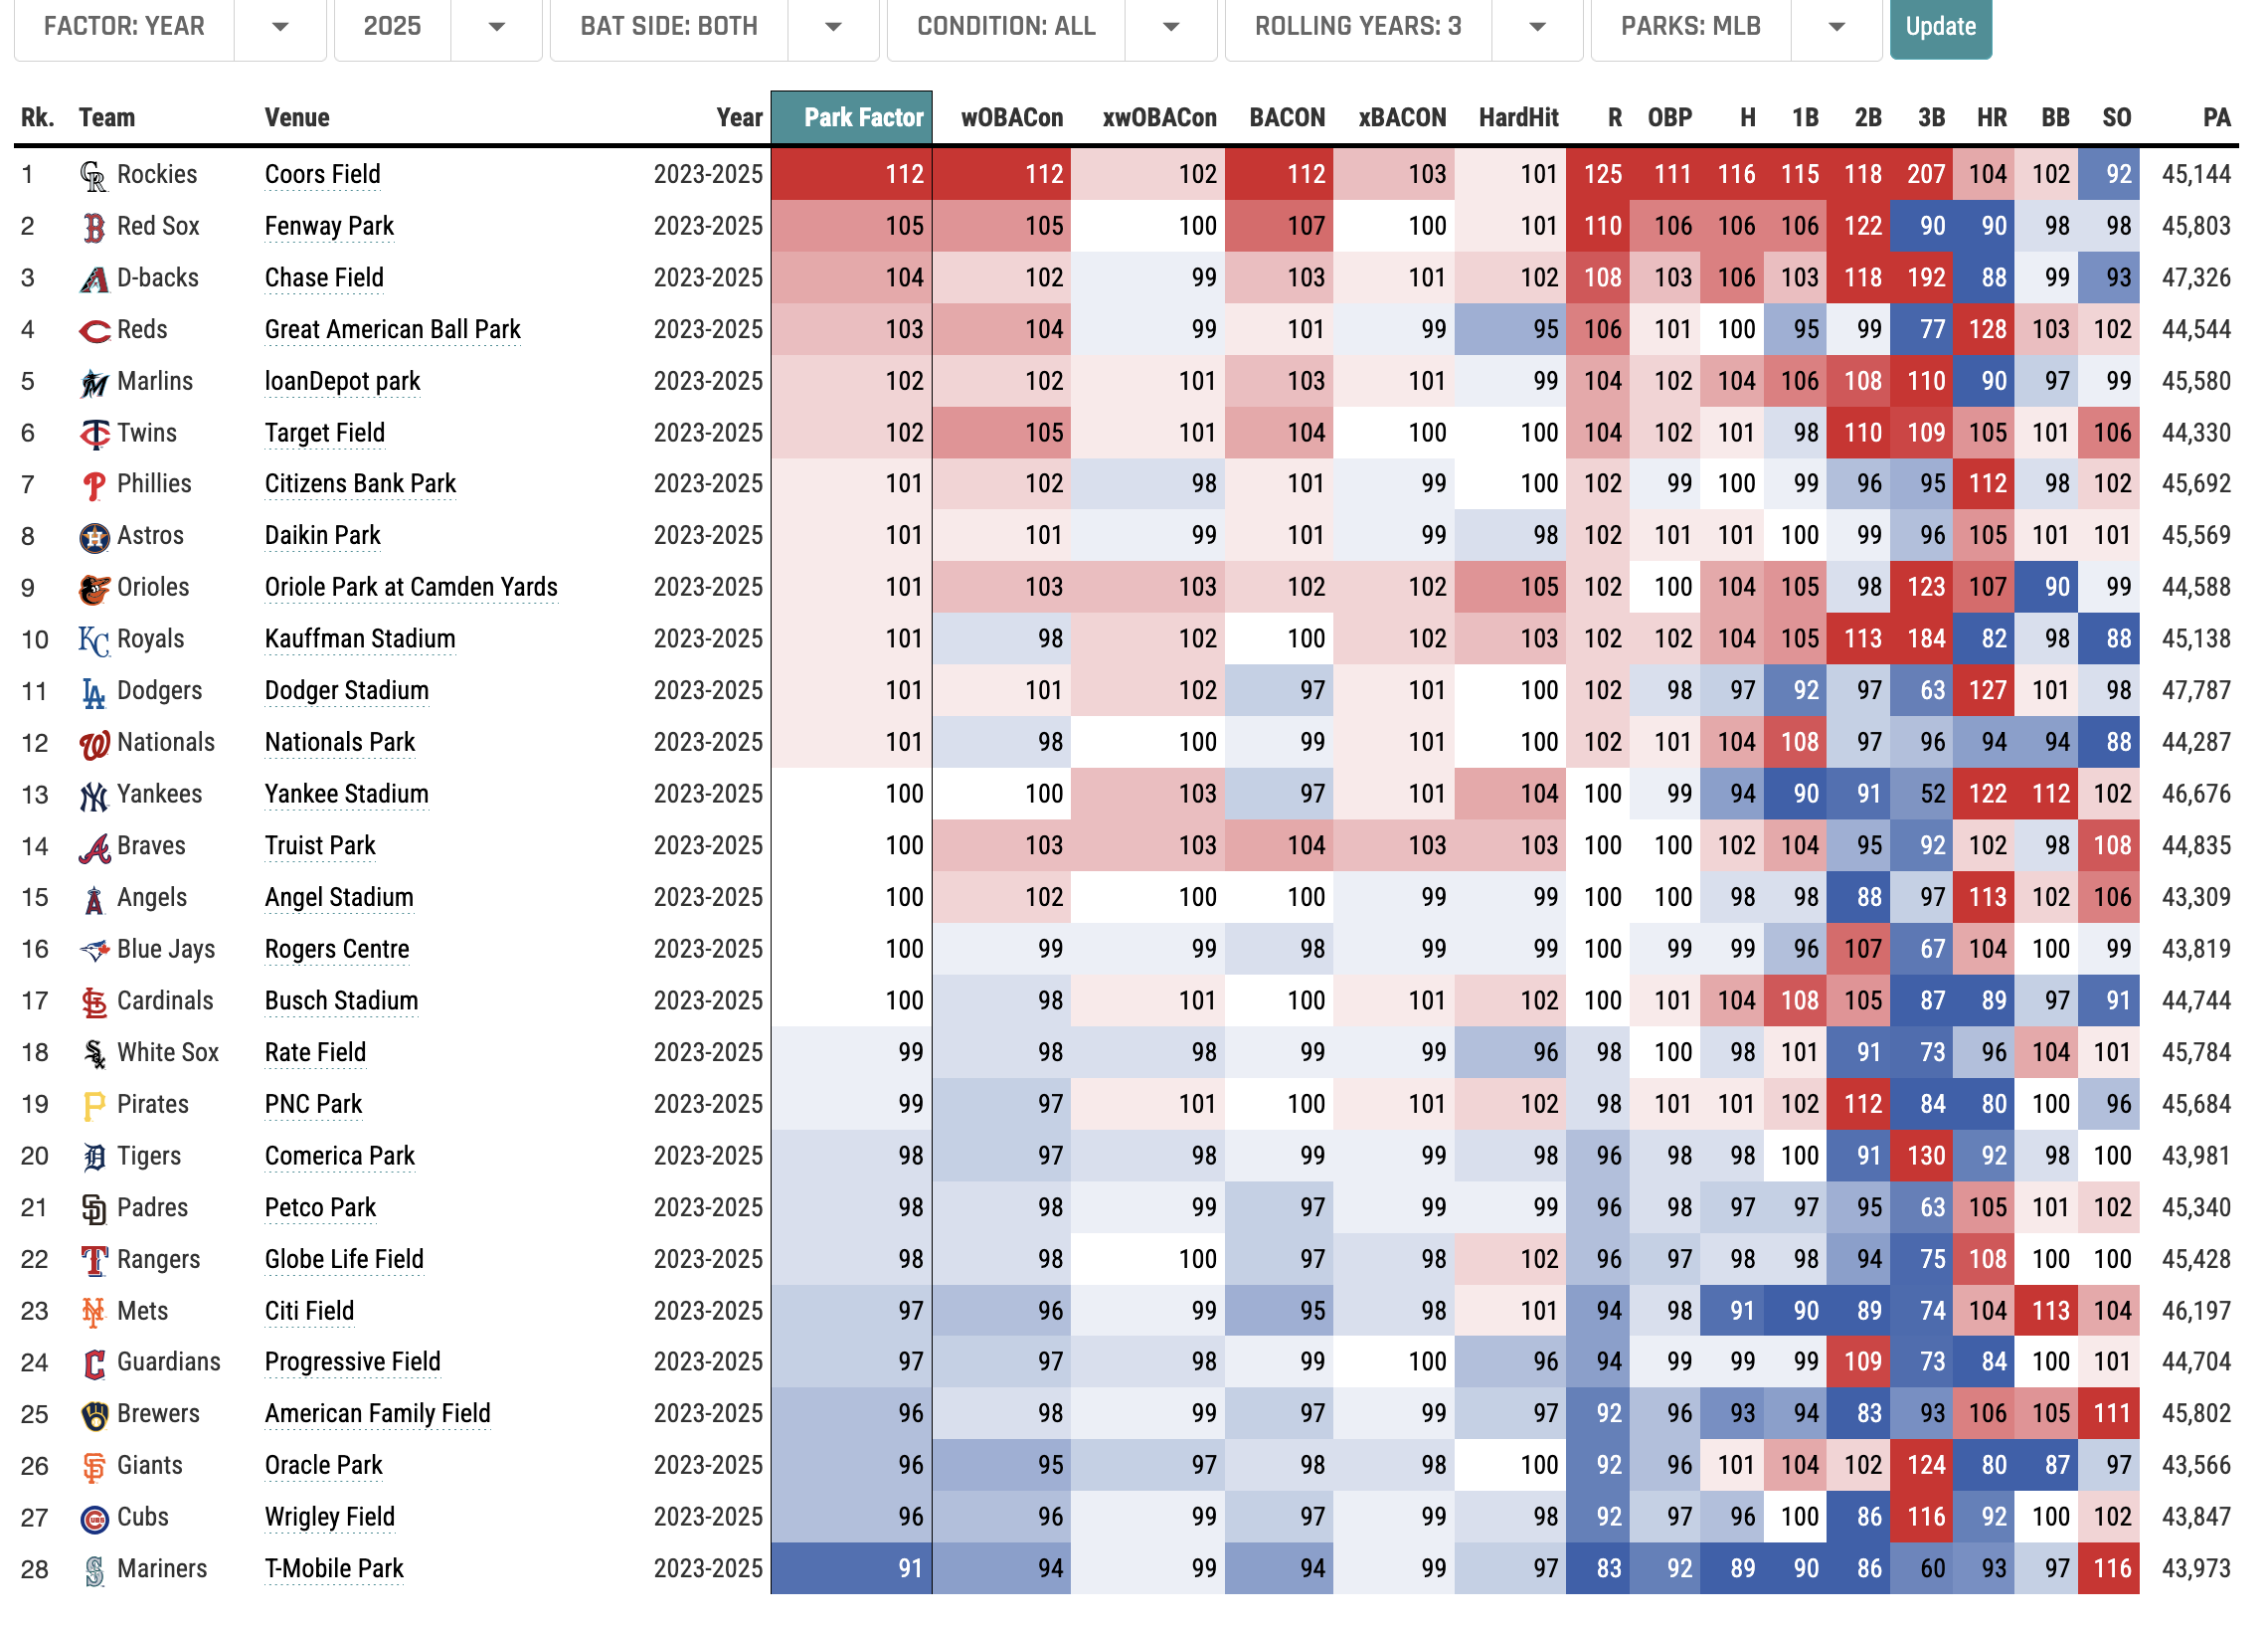 FACTOR: YEAR 2025 BAT SIDE: BOTH CONDITION: ALL ROLLING YEARS: 3 PARKS: MLB Update
Rk. Team Venue Year Park Factor wOBACon xwOBACon BACON xBACON HardHit R OBP H 1B 2B 3B HR BB SO PA
1 Rockies Coors Field 2023-2025 112 112 102 112 103 101 125 111 116 115 118 207 104 102 92 45,144
2 Red Sox Fenway Park 2023-2025 105 105 100 107 100 101 110 106 106 106 122 90 90 98 98 45,803
3 D-backs Chase Field 2023-2025 104 102 99 103 101 102 108 103 106 103 118 192 88 99 93 47,326
4 Reds Great American Ball Park 2023-2025 103 104 99 101 99 95 106 101 100 95 99 77 128 103 102 44,544
5 Marlins loanDepot park 2023-2025 102 102 101 103 101 99 104 102 104 106 108 110 90 97 99 45,580
6 Twins Target Field 2023-2025 102 105 101 104 100 100 104 102 101 98 110 109 105 101 106 44,330
7 Phillies Citizens Bank Park 2023-2025 101 102 98 101 99 100 102 99 100 99 96 95 112 98 102 45,692
8 Astros Daikin Park 2023-2025 101 101 99 101 99 98 102 101 101 100 99 96 105 101 101 45,569
9 Orioles Oriole Park at Camden Yards 2023-2025 101 103 103 102 102 105 102 100 104 105 98 123 107 90 99 44,588
10 Royals Kauffman Stadium 2023-2025 101 98 102 100 102 103 102 102 104 105 113 184 82 98 88 45,138
11 Dodgers Dodger Stadium 2023-2025 101 101 102 97 101 100 102 98 97 92 97 63 127 101 98 47,787
12 Nationals Nationals Park 2023-2025 101 98 100 99 101 100 102 101 104 108 97 96 94 94 88 44,287
13 Yankees Yankee Stadium 2023-2025 100 100 103 97 101 104 100 99 94 90 91 52 122 112 102 46,676
14 Braves Truist Park 2023-2025 100 103 103 104 103 103 100 100 102 104 95 92 102 98 108 44,835
15 Angels Angel Stadium 2023-2025 100 102 100 100 99 99 100 100 98 98 88 97 113 102 106 43,309
16 Blue Jays Rogers Centre 2023-2025 100 99 99 98 99 99 100 99 99 96 107 67 104 100 99 43,819
17 Cardinals Busch Stadium 2023-2025 100 98 101 100 101 102 100 101 104 108 105 87 89 97 91 44,744
18 White Sox Rate Field 2023-2025 99 98 98 99 99 96 98 100 98 101 91 73 96 104 101 45,784
19 Pirates PNC Park 2023-2025 99 97 101 100 101 102 98 101 101 102 112 84 80 100 96 45,684
20 Tigers Comerica Park 2023-2025 98 97 98 99 99 98 96 98 98 100 91 130 92 98 100 43,981
21 Padres Petco Park 2023-2025 98 98 99 97 99 99 96 98 97 97 95 63 105 101 102 45,340
22 Rangers Globe Life Field 2023-2025 98 98 100 97 98 102 96 97 98 98 94 75 108 100 100 45,428
23 Mets Citi Field 2023-2025 97 96 99 95 98 101 94 98 91 90 89 74 104 113 104 46,197
24 Guardians Progressive Field 2023-2025 97 97 98 99 100 96 94 99 99 99 109 73 84 100 101 44,704
25 Brewers American Family Field 2023-2025 96 98 99 97 99 97 92 96 93 94 83 93 106 105 111 45,802
26 Giants Oracle Park 2023-2025 96 95 97 98 98 100 92 96 101 104 102 124 80 87 97 43,566
27 Cubs Wrigley Field 2023-2025 96 96 99 97 99 98 92 97 96 100 86 116 92 100 102 43,847
28 Mariners T-Mobile Park 2023-2025 91 94 99 94 99 97 83 92 89 90 86 60 93 97 116 43,973